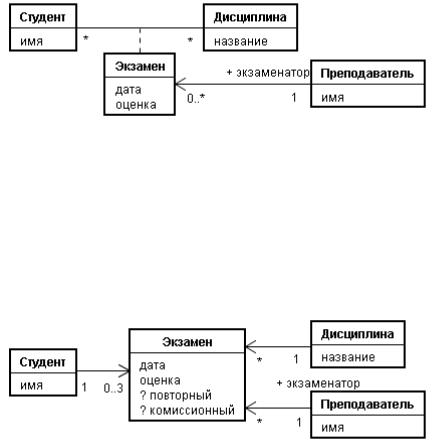 Студент
имя
*
*
Дисциплина
название
Экзамен
дата
оценка
0..*
+ экзаменатор
1
Преподаватель
имя
Студент
имя
1
0..3
Экзамен
дата
оценка
? повторный
? комиссионный
*
1
Дисциплина
название
+ экзаменатор
*
1
Преподаватель
имя